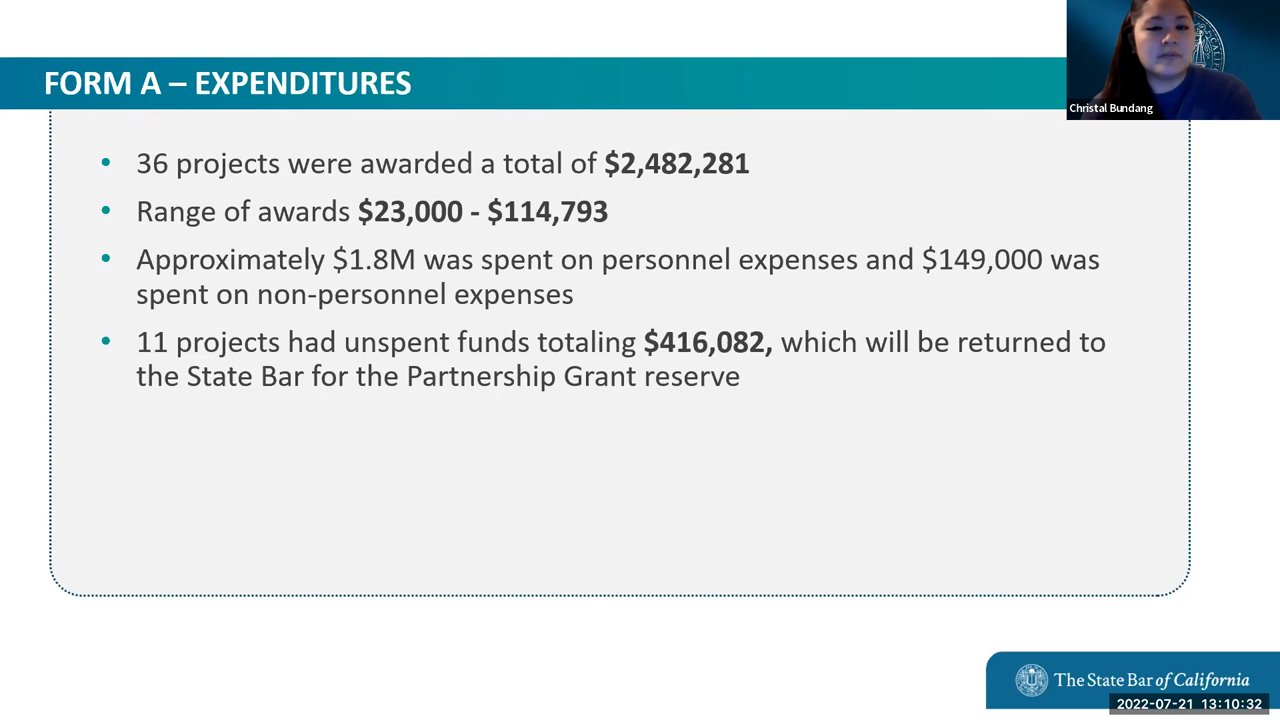 FORM A – EXPENDITURES
Christal Bundang
• 36 projects were awarded a total of $2,482,281
• Range of awards $23,000 - $114,793
• Approximately $1.8M was spent on personnel expenses and $149,000 was
spent on non-personnel expenses
• 11 projects had unspent funds totaling $416,082, which will be returned to
the State Bar for the Partnership Grant reserve
The State Bar of California
2022-07-21 13:10:32